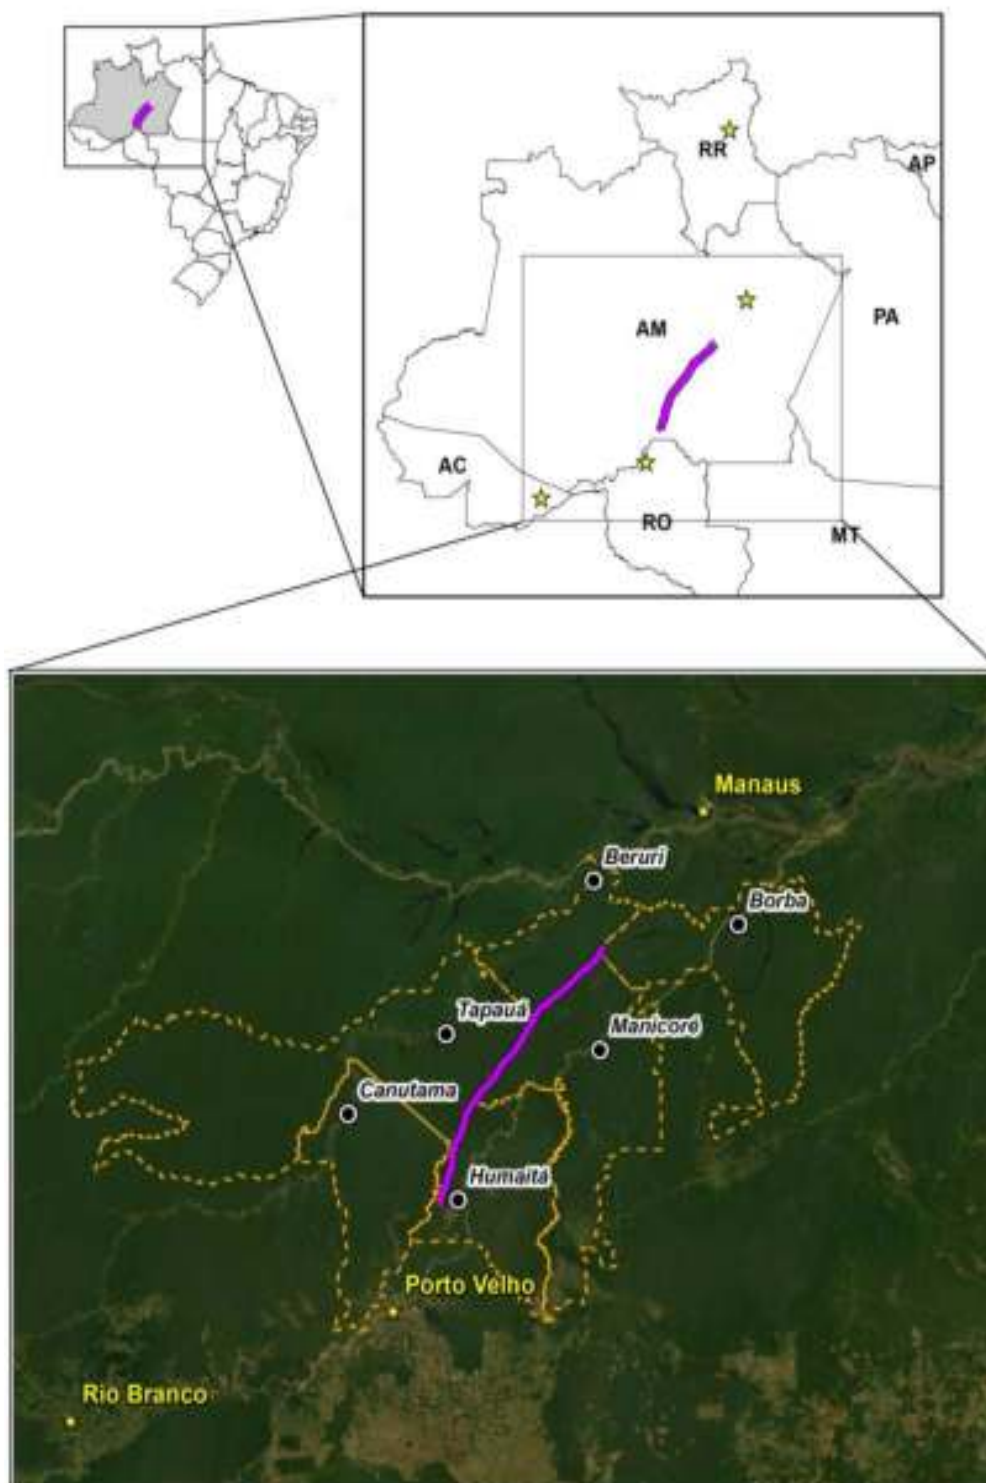 RR
AP
AM
PA
AC
RO
MT
Manaus
Beruri
Borba
Tapauá
Manicoré
Canutama
Humaitá
Porto Velho
Rio Branco